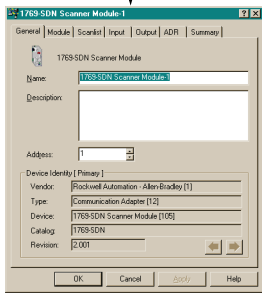 1769-SDN Scanner Module-1
General Module Scanlist Input Output ADR Summary
1769-SDN Scanner Module
Name: 1769-SDN Scanner Module-1
Description:
Address: 1
Device Identity [ Primary ]
Vendor: Rockwell Automation - Allen-Bradley [1]
Type: Communication Adapter [12]
Device: 1769-SDN Scanner Module [105]
Catalog: 1769-SDN
Revision: 2.001
OK Cancel Apply Help